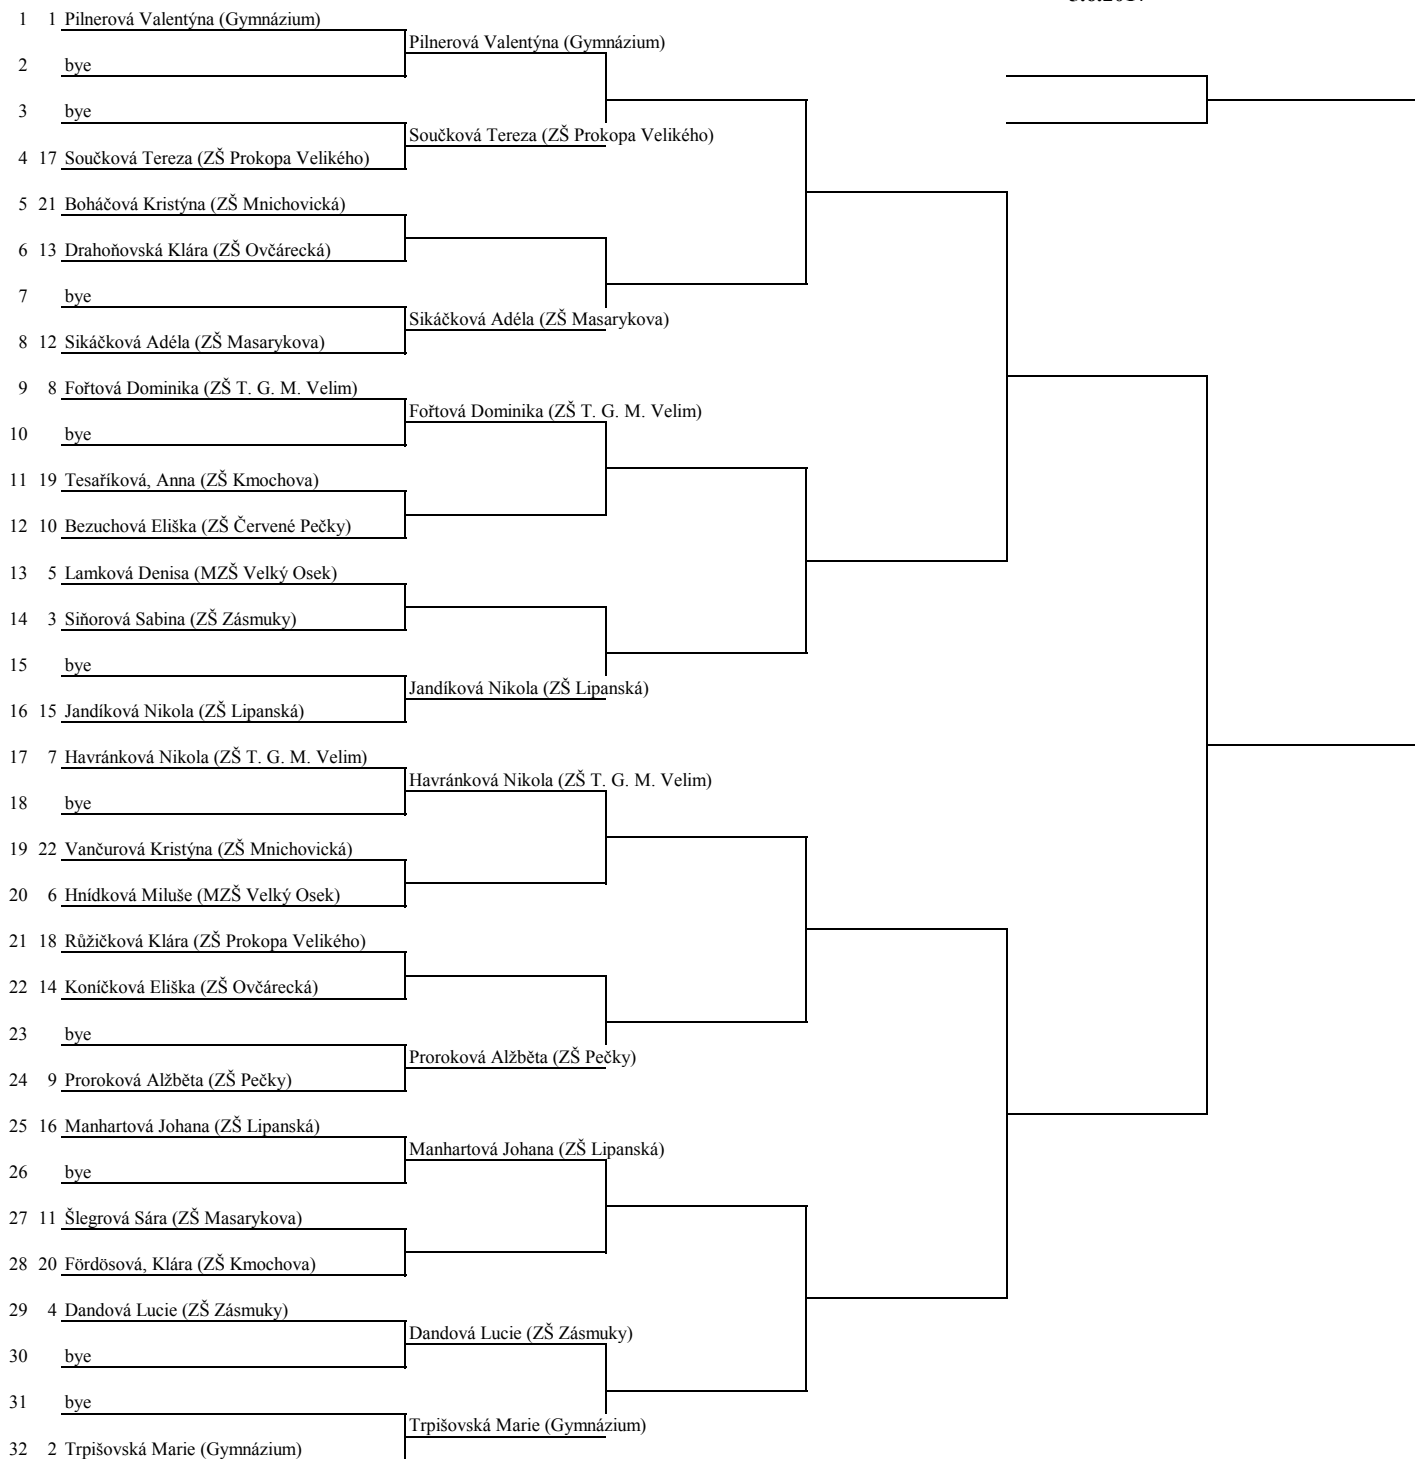 1 1 Pilnerová Valentýna (Gymnázium)
Pilnerová Valentýna (Gymnázium)
2 bye
3 bye
Součková Tereza (ZŠ Prokopa Velikého)
4 17 Součková Tereza (ZŠ Prokopa Velikého)
5 21 Boháčová Kristýna (ZŠ Mnichovická)
6 13 Drahoňovská Klára (ZŠ Ovčárecká)
7 bye
Sikáčková Adéla (ZŠ Masarykova)
8 12 Sikáčková Adéla (ZŠ Masarykova)
9 8 Fořtová Dominika (ZŠ T. G. M. Velim)
Fořtová Dominika (ZŠ T. G. M. Velim)
10 bye
11 19 Tesaříková, Anna (ZŠ Kmochova)
12 10 Bezuchová Eliška (ZŠ Červené Pečky)
13 5 Lamková Denisa (MZŠ Velký Osek)
14 3 Siňorová Sabina (ZŠ Zásmuky)
15 bye
Jandíková Nikola (ZŠ Lipanská)
16 15 Jandíková Nikola (ZŠ Lipanská)
17 7 Havránková Nikola (ZŠ T. G. M. Velim)
Havránková Nikola (ZŠ T. G. M. Velim)
18 bye
19 22 Vančurová Kristýna (ZŠ Mnichovická)
20 6 Hnídková Miluše (MZŠ Velký Osek)
21 18 Růžičková Klára (ZŠ Prokopa Velikého)
22 14 Koníčková Eliška (ZŠ Ovčárecká)
23 bye
Proroková Alžběta (ZŠ Pečky)
24 9 Proroková Alžběta (ZŠ Pečky)
25 16 Manhartová Johana (ZŠ Lipanská)
Manhartová Johana (ZŠ Lipanská)
26 bye
27 11 Šlegrová Sára (ZŠ Masarykova)
28 20 Fördösová, Klára (ZŠ Kmochova)
29 4 Dandová Lucie (ZŠ Zásmuky)
Dandová Lucie (ZŠ Zásmuky)
30 bye
31 bye
Trpišovská Marie (Gymnázium)
32 2 Trpišovská Marie (Gymnázium)